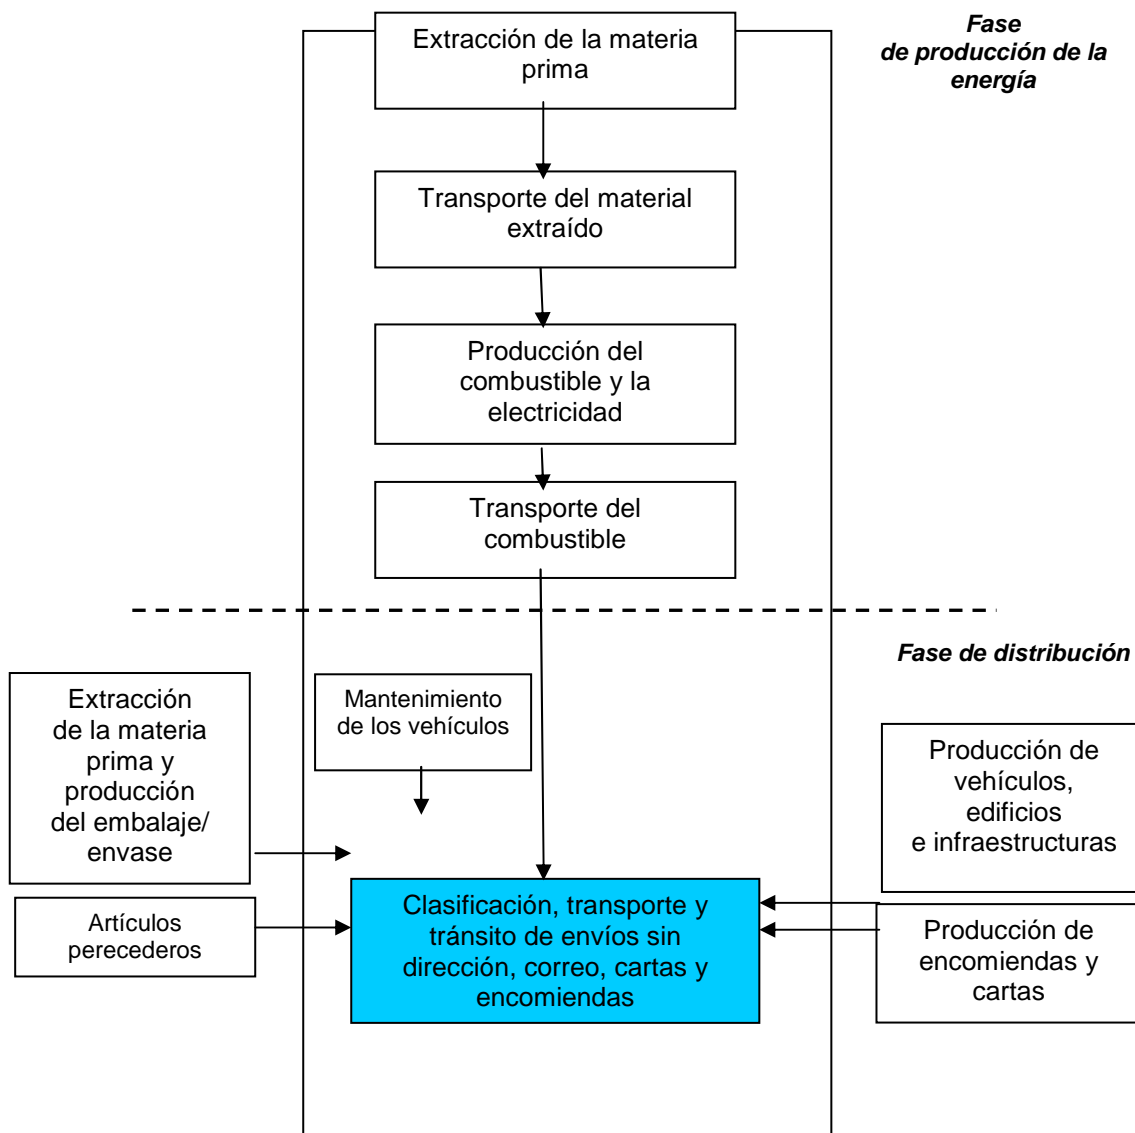 Extracción de la materia
prima
Fase
de producción de la
energía
Transporte del material
extraído
Producción del
combustible y la
electricidad
Transporte del
combustible
Fase de distribución
Extracción
de la materia
prima y
producción
del embalaje/
envase
Mantenimiento
de los vehículos
Producción de
vehículos,
edificios
e infraestructuras
Artículos
perecederos
Clasificación, transporte y
tránsito de envíos sin
dirección, correo, cartas y
encomiendas
Producción de
encomiendas y
cartas